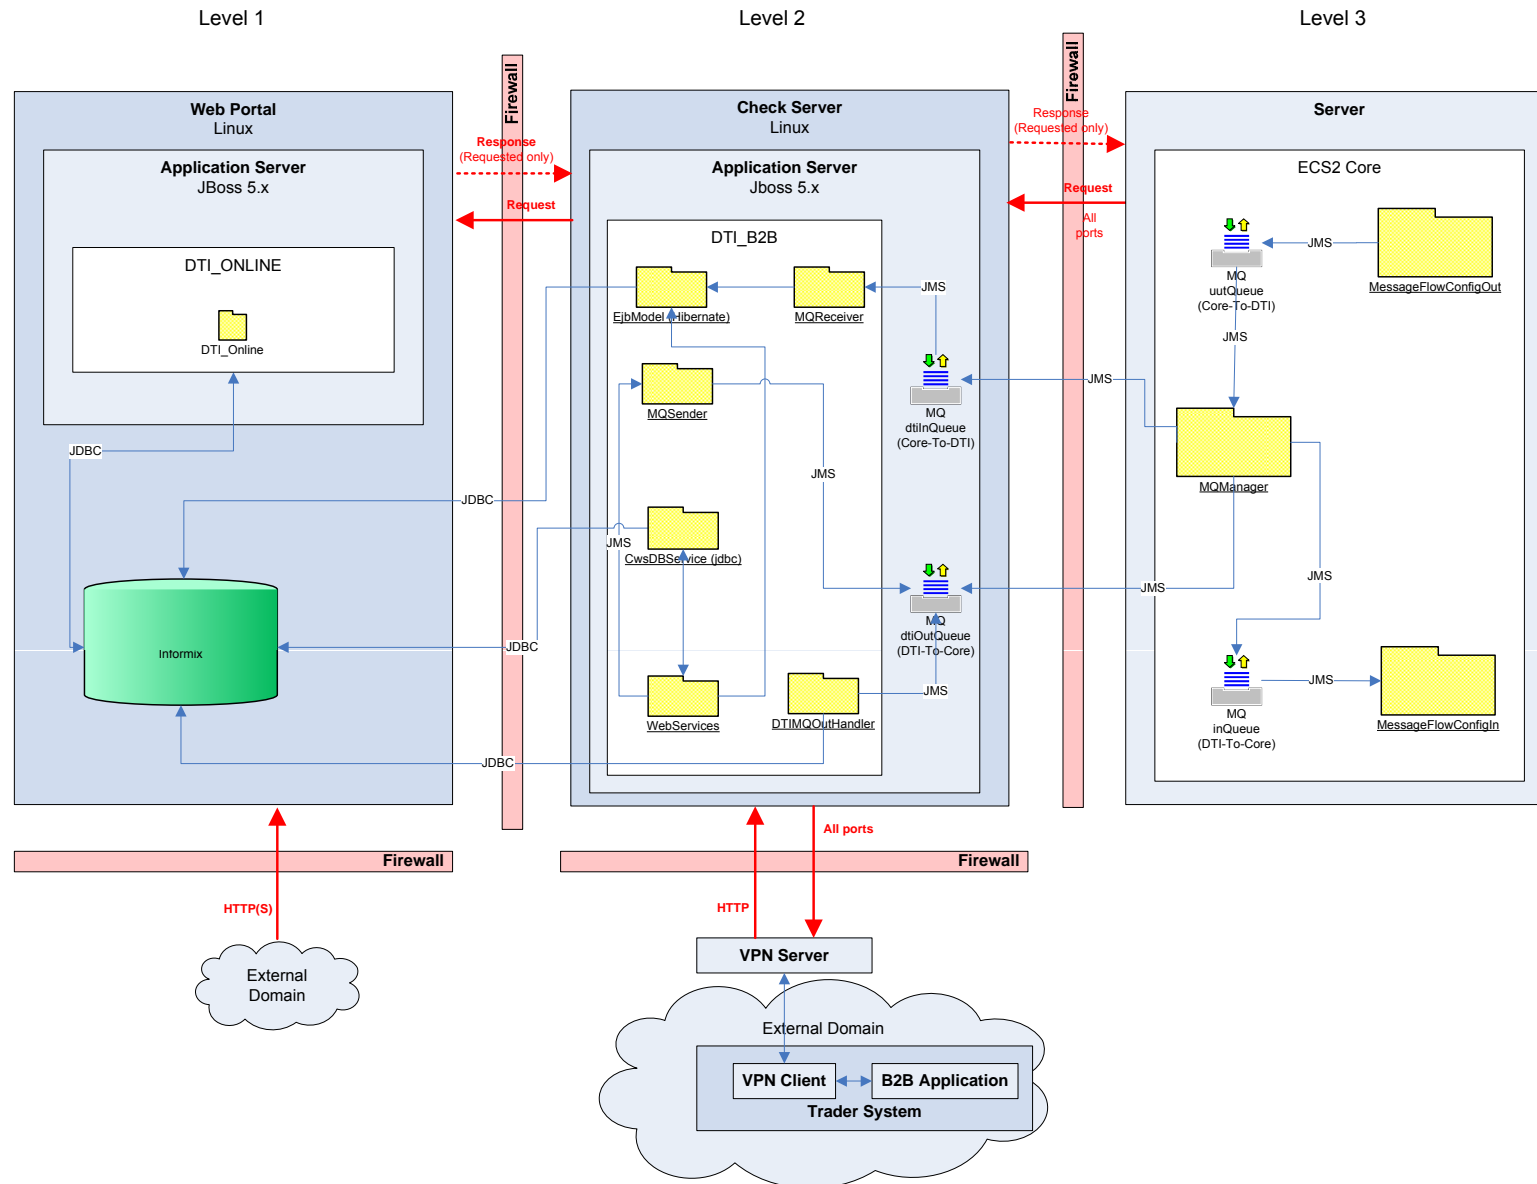 Level 1
Level 2
Level 3
Web Portal
Linux
Application Server
JBoss 5.x
DTI_ONLINE
DTI_Online
JDBC
Informix
JDBC
JDBC
JDBC
Firewall
Response
(Requested only)
Request
Check Server
Linux
Application Server
Jboss 5.x
DTI_B2B
EjbModel (Hibernate)
MQReceiver
JMS
MQSender
MQ
dtiInQueue
(Core-To-DTI)
JMS
JMS
CwsDBService (jdbc)
MQ
dtiOutQueue
(DTI-To-Core)
WebServices
DTIMQOutHandler
JMS
Firewall
Response
(Requested only)
Request
All
ports
JMS
JMS
Server
ECS2 Core
MQ
uutQueue
(Core-To-DTI)
JMS
MessageFlowConfigOut
JMS
MQManager
JMS
MQ
inQueue
(DTI-To-Core)
JMS
MessageFlowConfigIn
Firewall
HTTP(S)
External
Domain
All ports
Firewall
HTTP
VPN Server
External Domain
VPN Client
B2B Application
Trader System